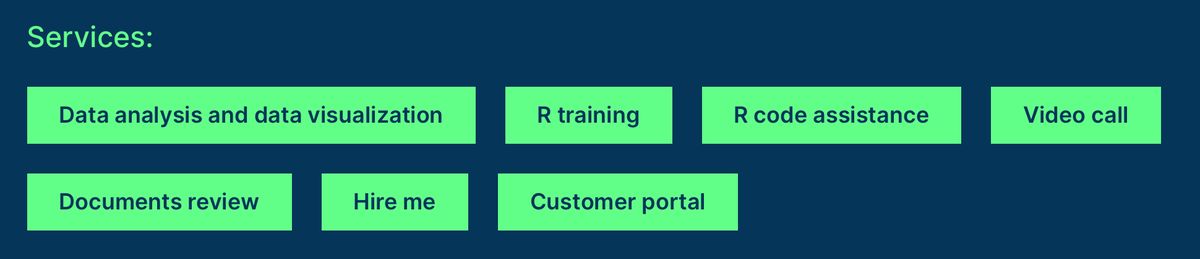 Services:
Data analysis and data visualization
R training
R code assistance
Video call
Documents review
Hire me
Customer portal